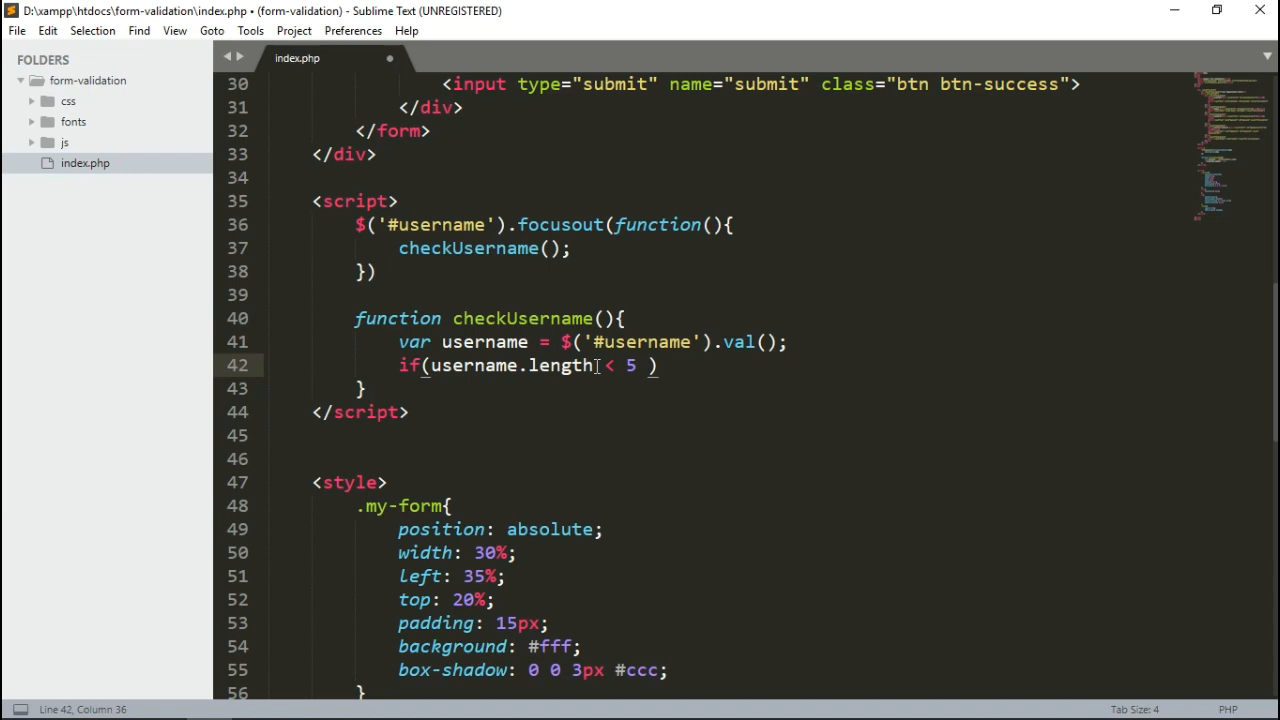 D:\xampp\htdocs\form-validation\index.php • (form-validation) - Sublime Text (UNREGISTERED)
File Edit Selection Find View Goto Tools Project Preferences Help
FOLDERS
form-validation
css
fonts
js
index.php
index.php
30 <input type="submit" name="submit" class="btn btn-success">
31 </div>
32 </form>
33 </div>
34
35 <script>
36 $('#username').focusout(function(){
37 checkUsername();
38 })
39
40 function checkUsername(){
41 var username = $('#username').val();
42 if(username.length < 5 )
43 }
44 </script>
45
46
47 <style>
48 .my-form{
49 position: absolute;
50 width: 30%;
51 left: 35%;
52 top: 20%;
53 padding: 15px;
54 background: #fff;
55 box-shadow: 0 0 3px #ccc;
56 }
Line 42, Column 36 Tab Size: 4 PHP